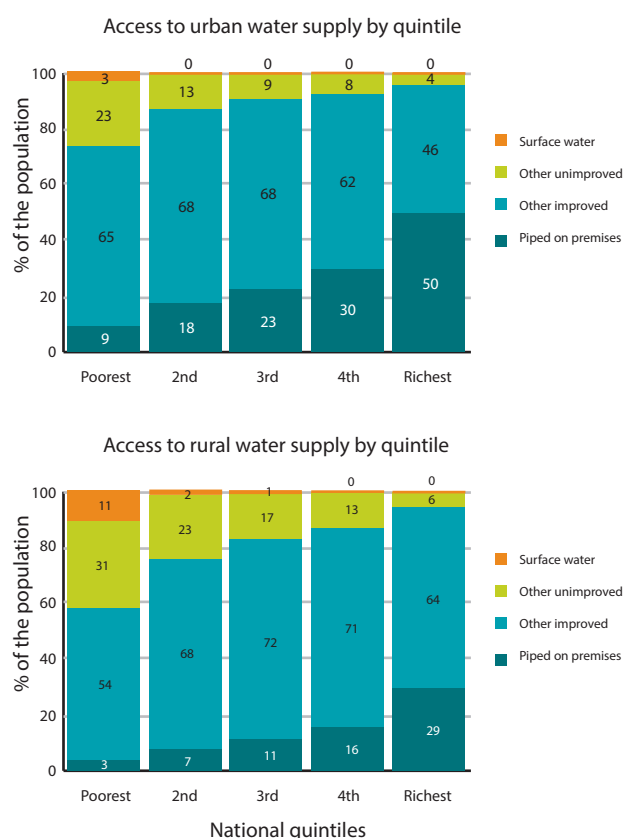 Access to urban water supply by quintile
0 0 0 0
100 3 13 9 8 4
80 23
60 65 68 68 62 46
40
20 9 18 23 30 50
0
% of the population
Poorest 2nd 3rd 4th Richest
Surface water
Other unimproved
Other improved
Piped on premises
Access to rural water supply by quintile
0 0
100 11 2 1 13 6
80 31 23 17
60 54 68 72 71 64
40
20 3 7 11 16 29
0
% of the population
Poorest 2nd 3rd 4th Richest
National quintiles
Surface water
Other unimproved
Other improved
Piped on premises